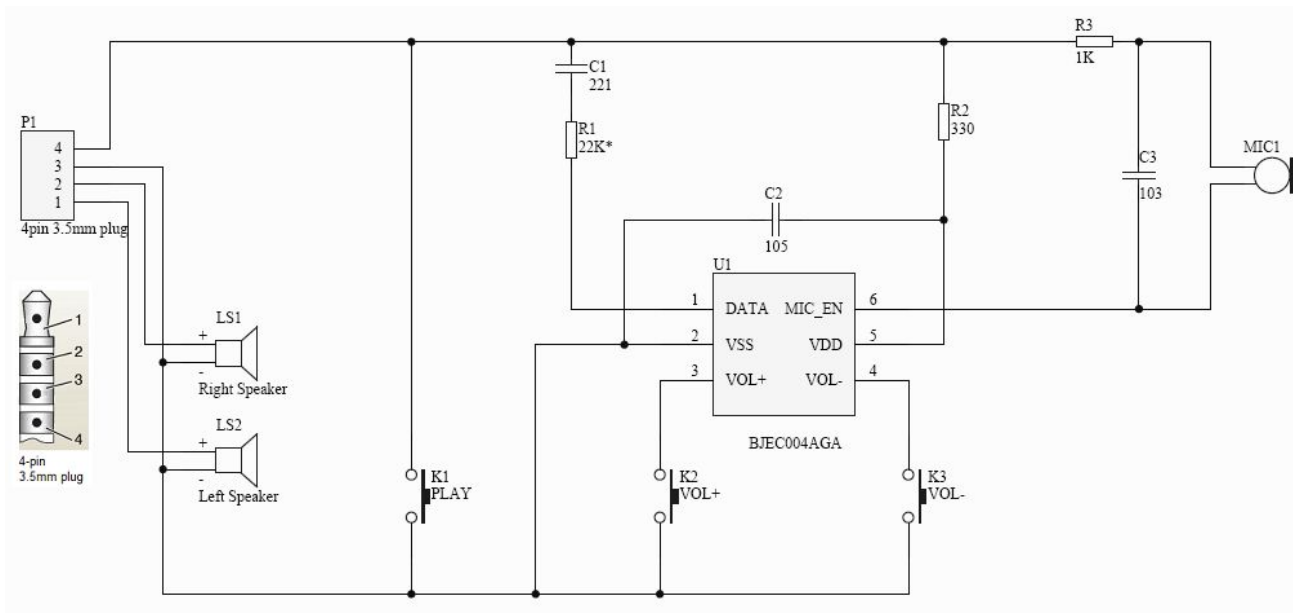 R3
1K
C1
221
R1
22K*
R2
330
P1
4
3
2
1
4pin 3.5mm plug
C2
105
C3
103
MIC1
U1
1
DATA
MIC_EN
6
2
VSS
VDD
5
3
VOL+
VOL-
4
BJEC004AGA
1
2
3
4
4-pin
3.5mm plug
LS1
+
-
Right Speaker
LS2
+
-
Left Speaker
K1
PLAY
K2
VOL+
K3
VOL-